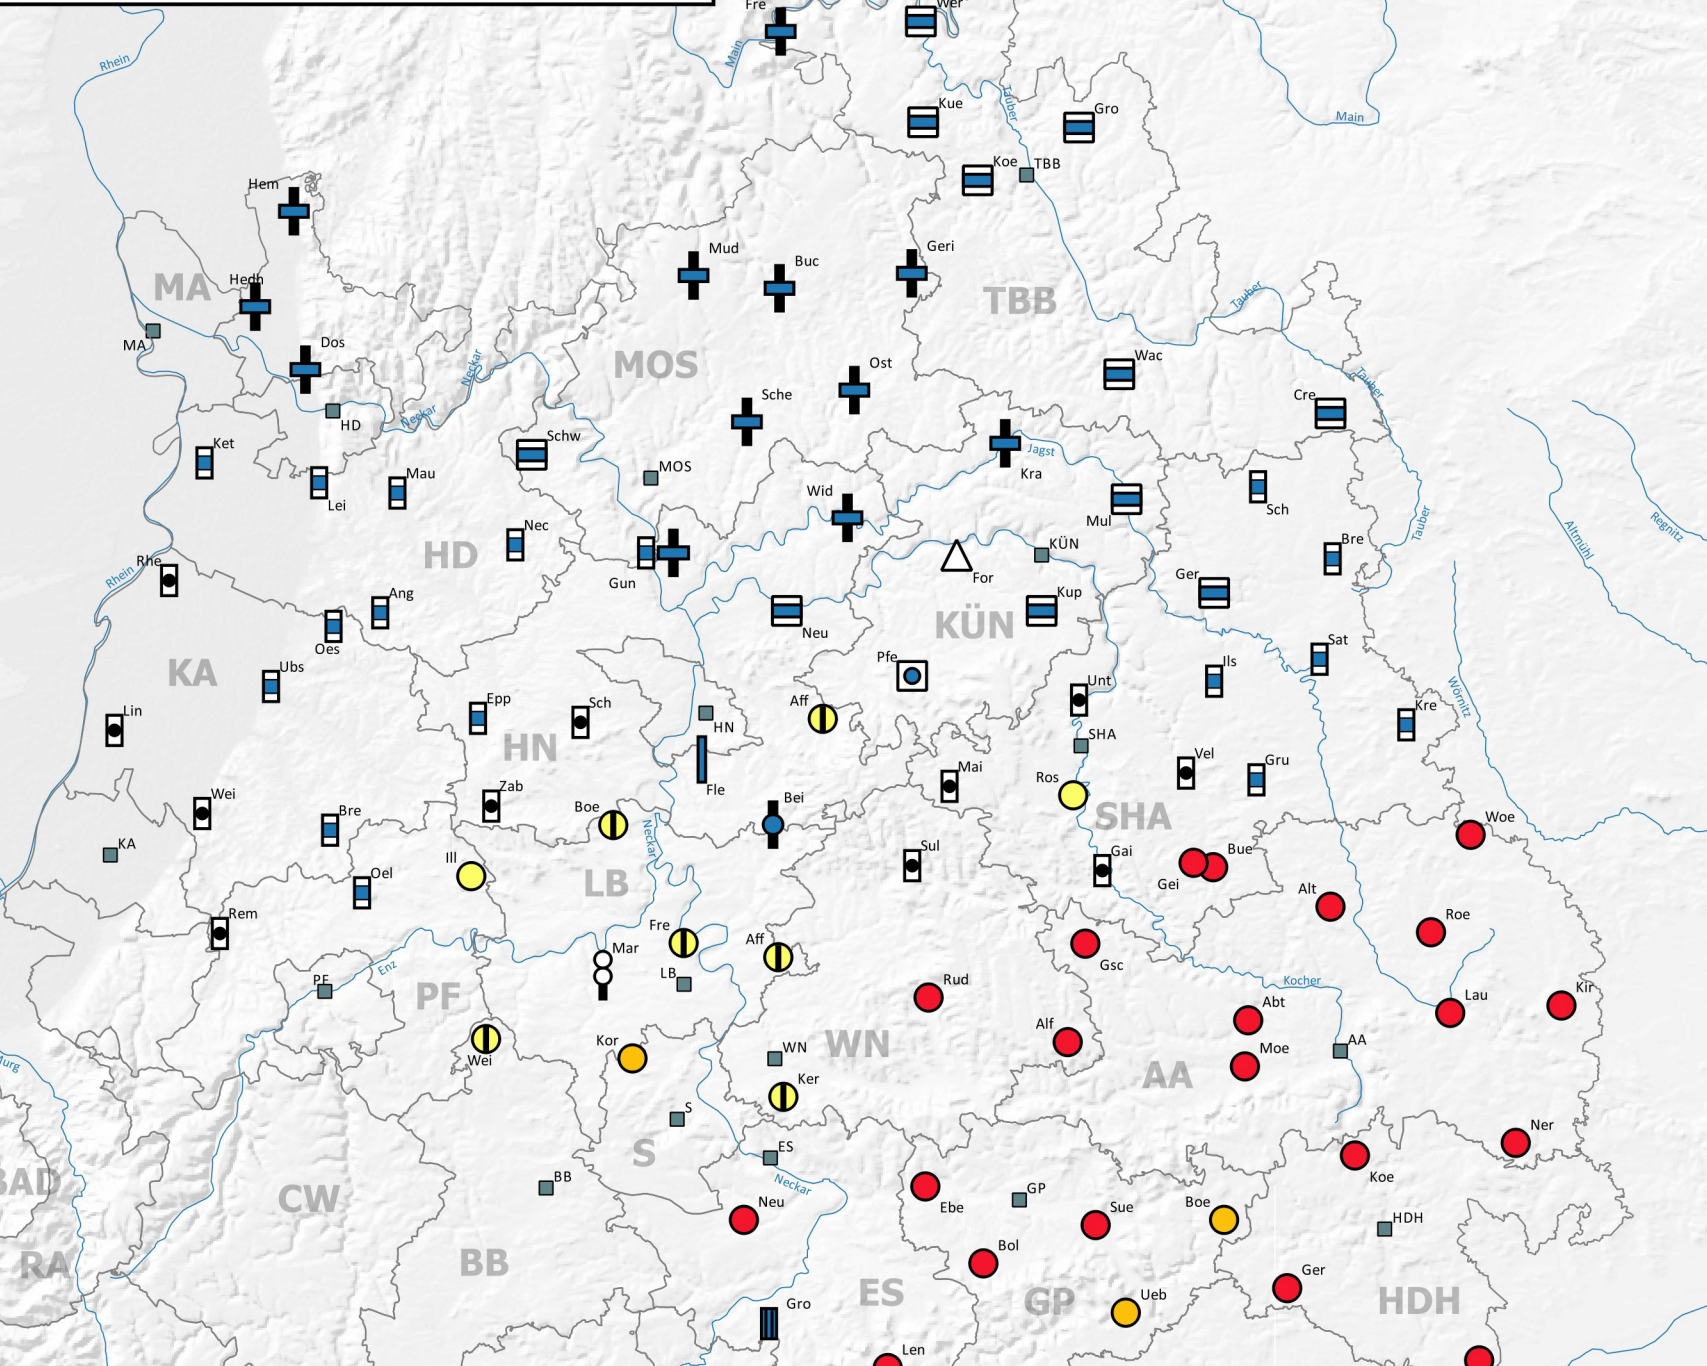 Fre
Wer
Rhein
Main
Kue
Tauber
Gro
Main
Koe
TBB
Hem
Mud
Buc
Geri
MA
Hedh
TBB
Tauber
MA
Dos
Neckar
MOS
Ost
Wac
Tauber
Sche
Cre
Neckar
HD
Ket
Schw
Jagst
MOS
Kra
Lei
Mau
Wid
Mul
Sch
Tauber
Altmühl
Regnitz
Nec
HD
KÜN
Bre
Rhe
Rhein
Gun
For
Ger
Ang
Kup
Oes
Neu
KÜN
Sat
KA
Ubs
Pfe
Ils
Unt
Wörnitz
Epp
Sch
Aff
Kre
Lin
HN
HN
SHA
Vel
Gru
Zab
Fle
Mai
Ros
Wei
Bre
Boe
Bei
SHA
Woe
KA
Neckar
Ill
Sul
Gai
Bue
Gei
Oel
LB
Alt
Rem
Fre
Aff
Roe
Mar
Gsc
Enz
PF
LB
Rud
Kocher
Lau
Kir
PF
Abt
Alf
WN
Kor
Wei
WN
Moe
AA
AA
Murg
Ker
S
Ner
S
ES
Koe
BAD
BB
CW
Neckar
GP
Ebe
Boe
Neu
Sue
HDH
Bol
RA
BB
Ger
ES
GP
Ueb
HDH
Gro
Len